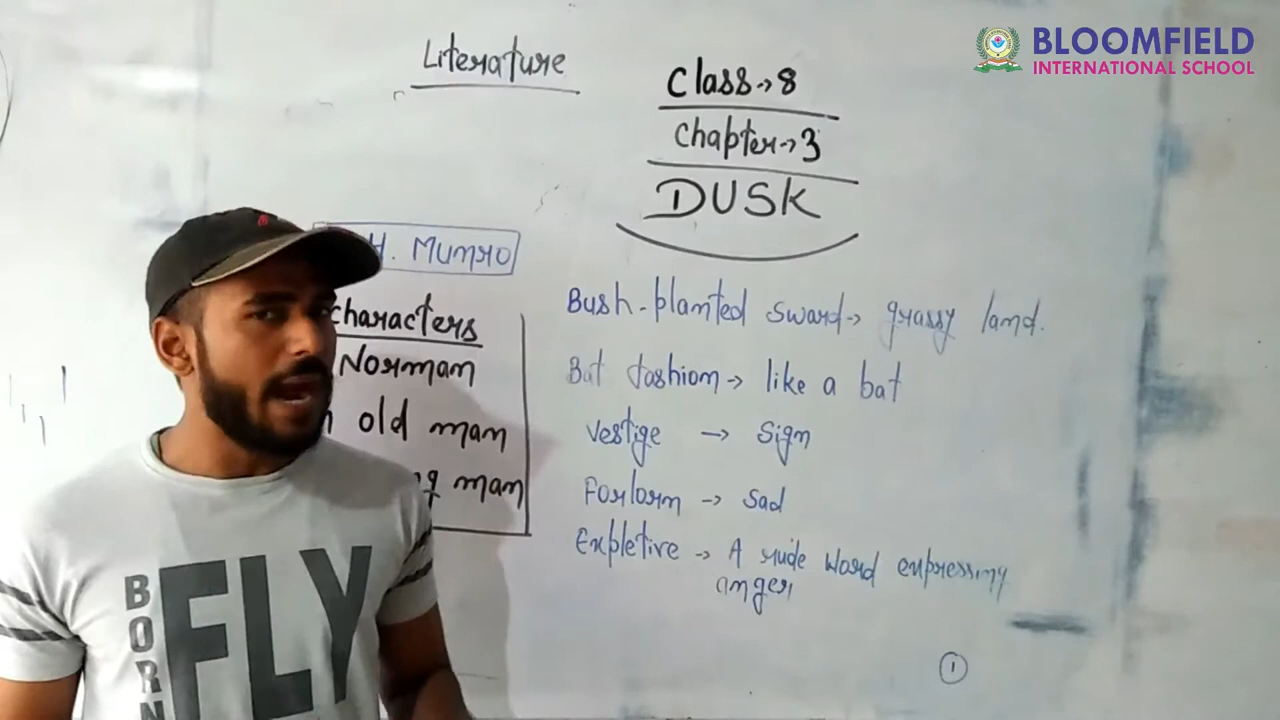 BLOOMFIELD
INTERNATIONAL SCHOOL
Literature
Class→8
Chapter→3
DUSK
H. Munro
characters
Norman
old man
man
Bush-planted sward→ grassy land.
Bat fashion→ like a bat
Vestige → Sign
Forlorn → sad
Expletive → A rude word expressing
anger
1
BORN
FLY